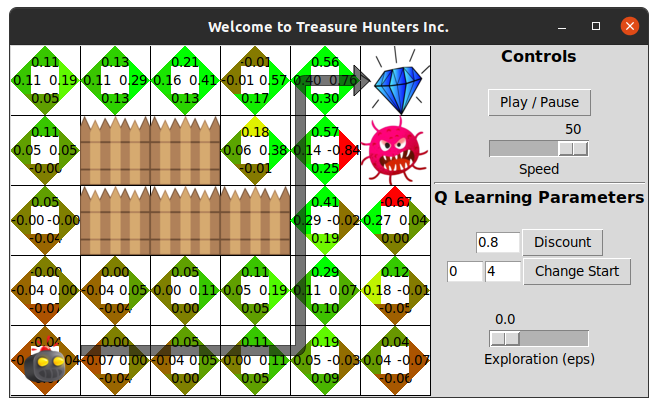 Welcome to Treasure Hunters Inc.
0.11 0.13 0.21 -0.01 0.56
0.11 0.19 0.11 0.29 0.16 0.41 -0.01 0.57 0.40 0.76
0.05 0.13 0.13 0.17 0.30
0.11 0.18 0.57
0.05 0.05 0.06 0.38 0.14 -0.84
-0.00 -0.01 0.25
0.05 0.41 -0.67
-0.00 -0.00 0.29 -0.02 0.27 0.04
-0.04 0.19 0.00
0.00 0.00 0.05 0.11 0.29 0.12
-0.04 0.00 -0.04 0.05 0.04 0.11 0.05 0.19 0.11 0.07 0.18 -0.01
-0.07 -0.04 0.05 0.05 0.10 -0.05
-0.04 0.00 0.05 0.11 0.19 0.04
0.04 -0.07 0.00 -0.04 0.05 0.00 0.11 0.05 -0.03 0.04 -0.07
0.00 0.00 0.09 -0.06
Controls
Play / Pause
50
Speed
Q Learning Parameters
0.8 Discount
0 4 Change Start
0.0
Exploration (eps)